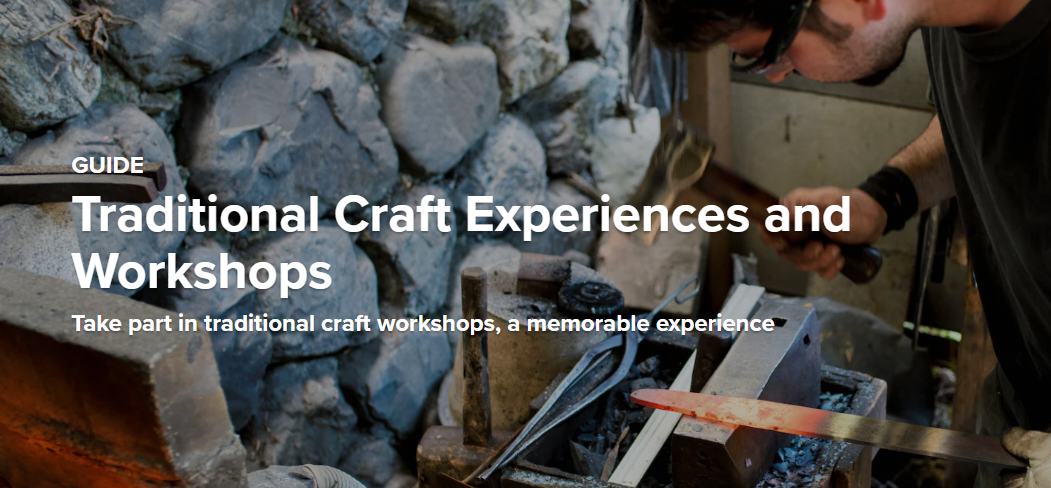 GUIDE
Traditional Craft Experiences and
Workshops
Take part in traditional craft workshops, a memorable experience